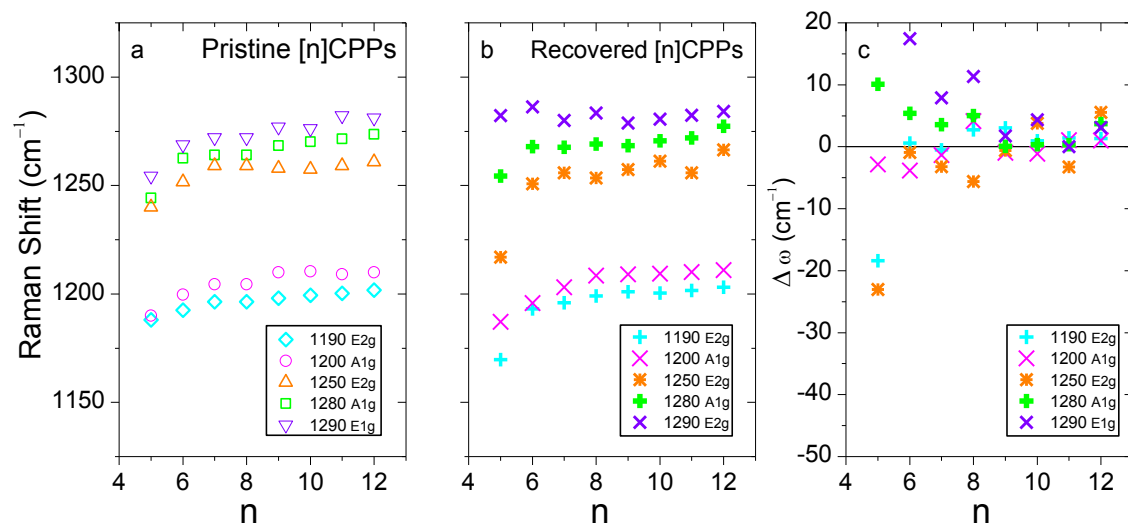 a Pristine [n]CPPs
Raman Shift (cm⁻¹)
1300
1250
1200
1150
1190 E2g
1200 A1g
1250 E2g
1280 A1g
1290 E1g
4 6 8 10 12
n
b Recovered [n]CPPs
1190 E2g
1200 A1g
1250 E2g
1280 A1g
1290 E2g
4 6 8 10 12
n
c
Δ ω (cm⁻¹)
20
10
0
-10
-20
-30
-40
-50
1190 E2g
1200 A1g
1250 E2g
1280 A1g
1290 E1g
4 6 8 10 12
n